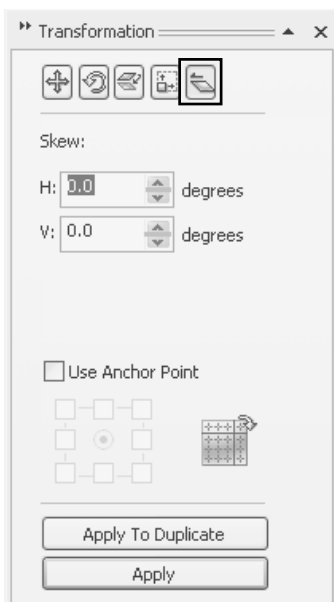 Transformation
Skew:
H: 0.0 degrees
V: 0.0 degrees
Use Anchor Point
Apply To Duplicate
Apply